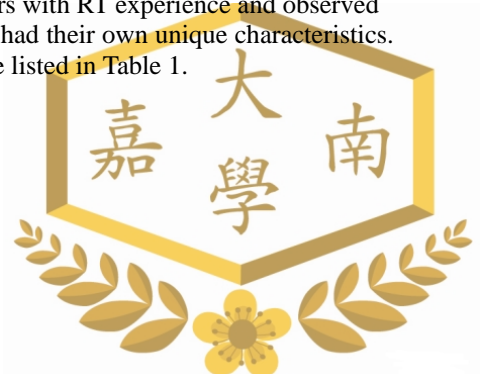 rs with RT experience and observed
had their own unique characteristics.
e listed in Table 1.
大
嘉 南
學